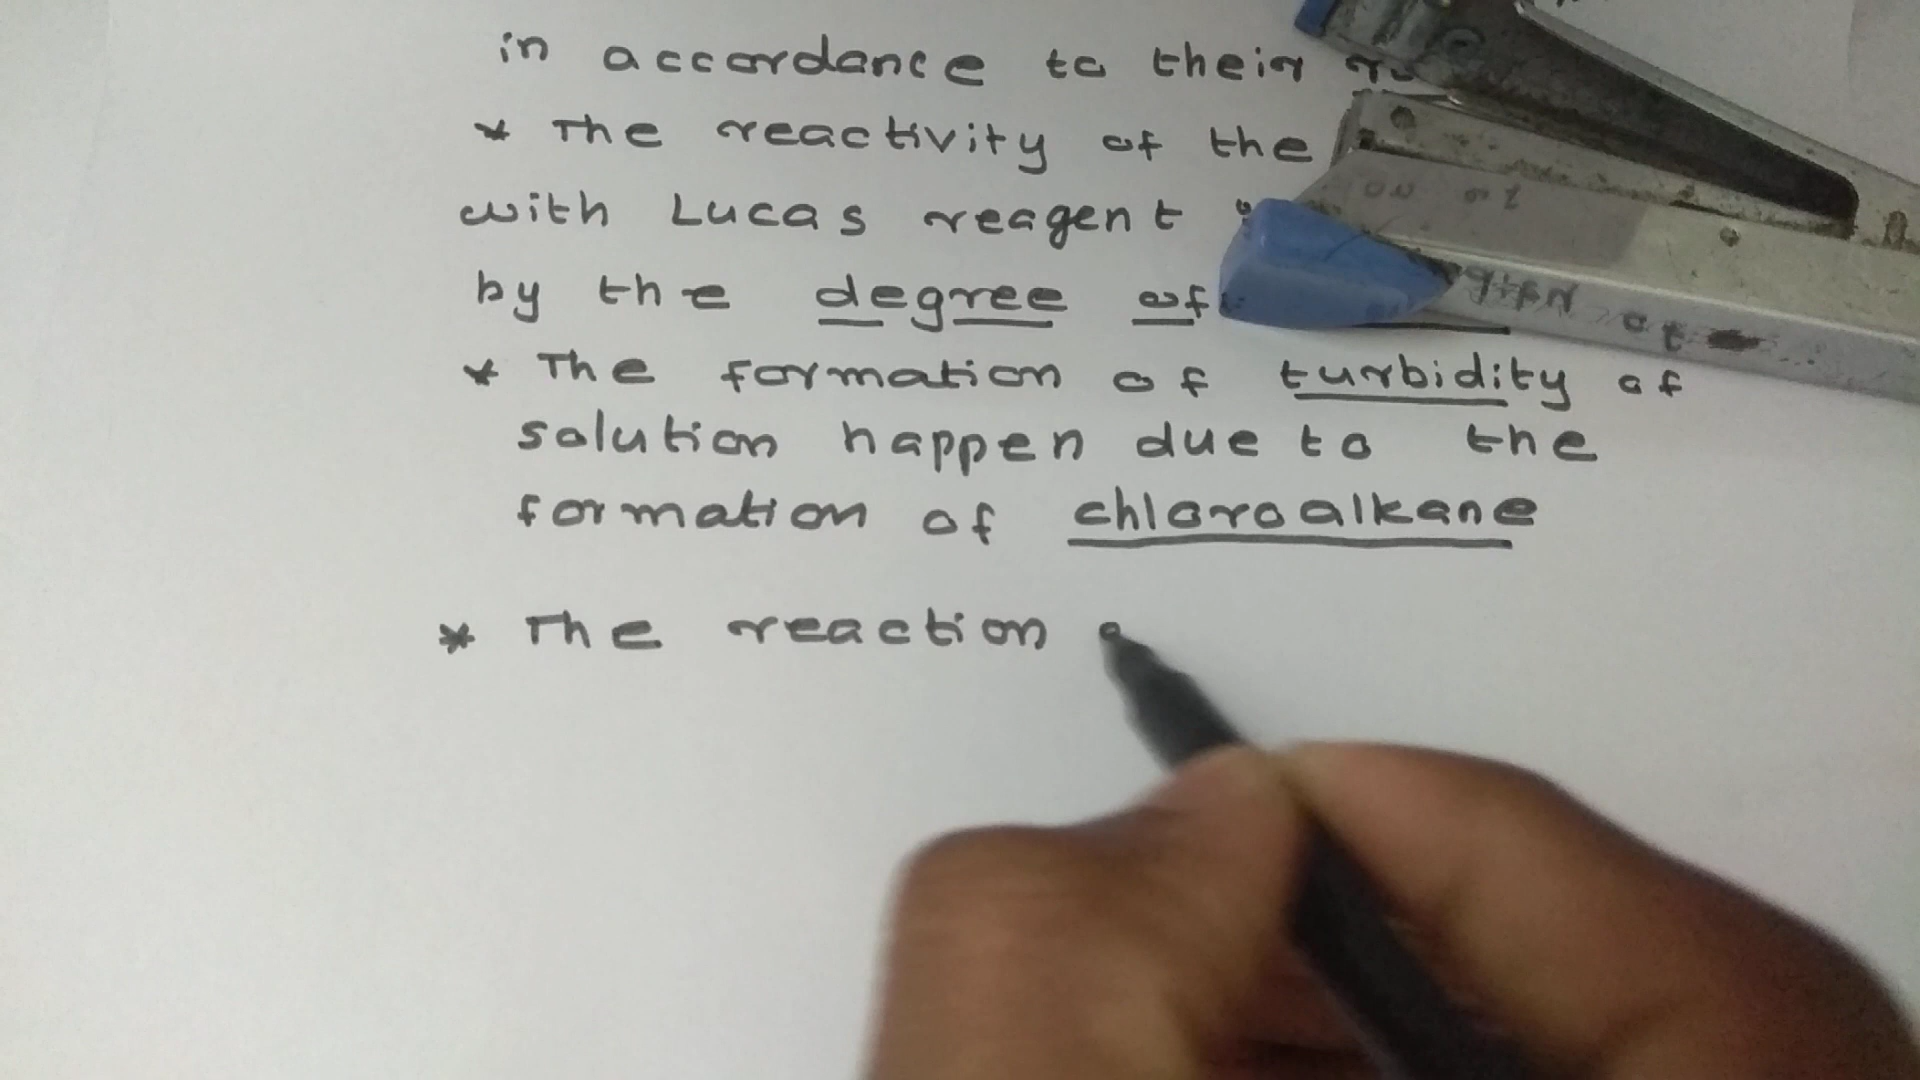 in accordance to their
* The reactivity of the
with Lucas reagent
by the degree of
* The formation of turbidity of
solution happen due to the
formation of chloroalkane
* The reaction